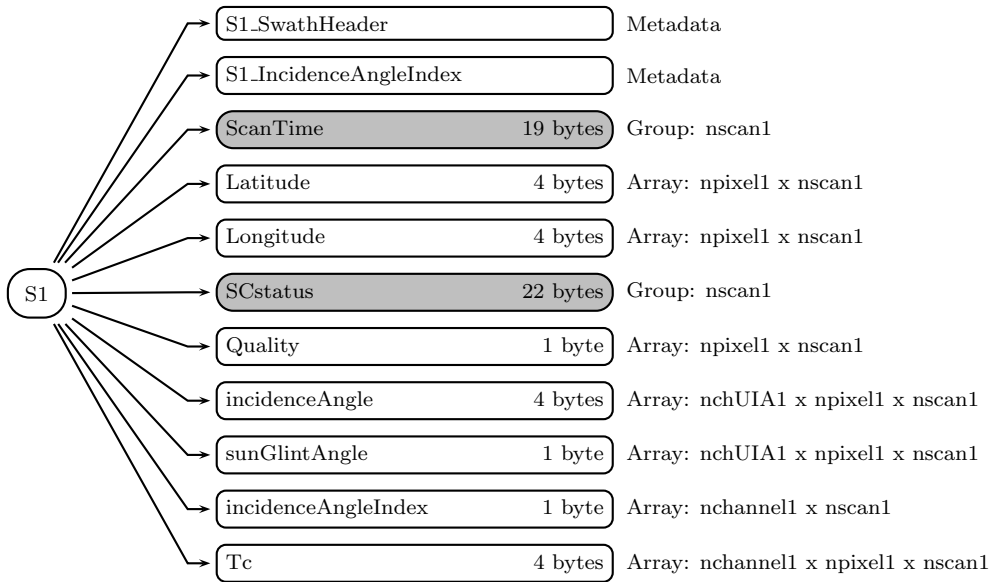 S1_SwathHeader Metadata
S1_IncidenceAngleIndex Metadata
ScanTime 19 bytes Group: nscan1
Latitude 4 bytes Array: npixel1 x nscan1
Longitude 4 bytes Array: npixel1 x nscan1
S1 SCstatus 22 bytes Group: nscan1
Quality 1 byte Array: npixel1 x nscan1
incidenceAngle 4 bytes Array: nchUIA1 x npixel1 x nscan1
sunGlintAngle 1 byte Array: nchUIA1 x npixel1 x nscan1
incidenceAngleIndex 1 byte Array: nchannel1 x nscan1
Tc 4 bytes Array: nchannel1 x npixel1 x nscan1